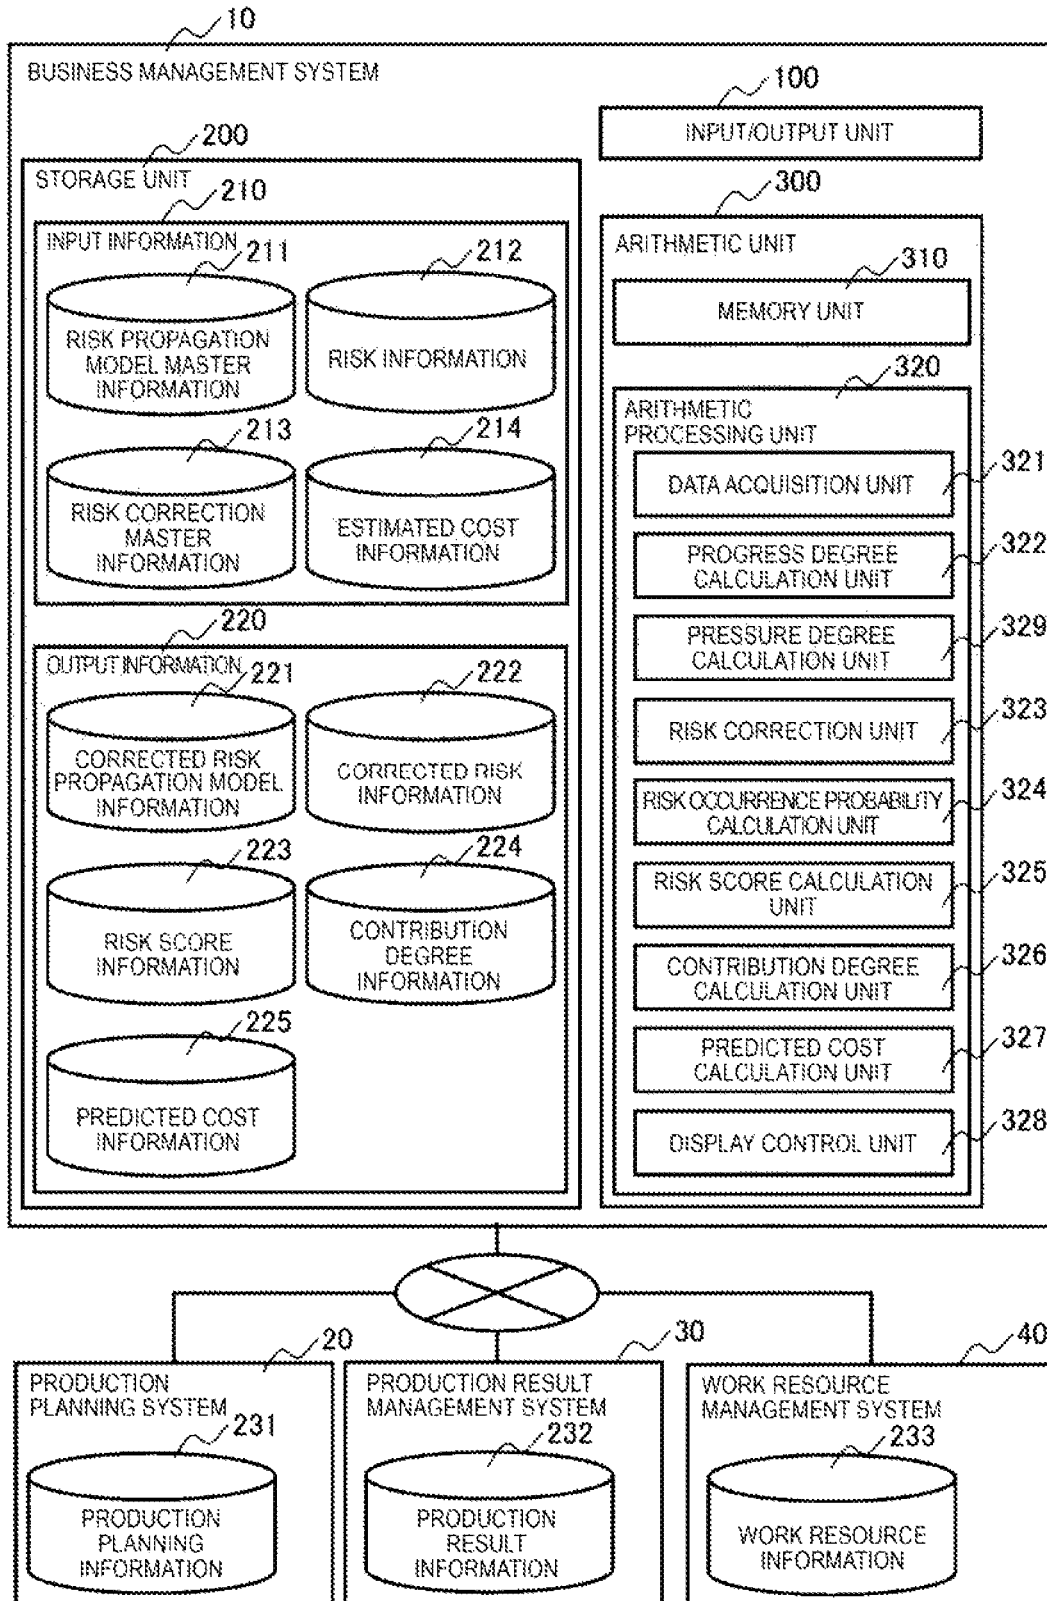 10
BUSINESS MANAGEMENT SYSTEM
100
INPUT/OUTPUT UNIT
200
STORAGE UNIT
210
INPUT INFORMATION
211
RISK PROPAGATION
MODEL MASTER
INFORMATION
212
RISK INFORMATION
213
RISK CORRECTION
MASTER
INFORMATION
214
ESTIMATED COST
INFORMATION
220
OUTPUT INFORMATION
221
CORRECTED RISK
PROPAGATION MODEL
INFORMATION
222
CORRECTED RISK
INFORMATION
223
RISK SCORE
INFORMATION
224
CONTRIBUTION
DEGREE
INFORMATION
225
PREDICTED COST
INFORMATION
300
ARITHMETIC UNIT
310
MEMORY UNIT
320
ARITHMETIC
PROCESSING UNIT
321
DATA ACQUISITION UNIT
322
PROGRESS DEGREE
CALCULATION UNIT
329
PRESSURE DEGREE
CALCULATION UNIT
323
RISK CORRECTION UNIT
324
RISK OCCURRENCE PROBABILITY
CALCULATION UNIT
325
RISK SCORE CALCULATION
UNIT
326
CONTRIBUTION DEGREE
CALCULATION UNIT
327
PREDICTED COST
CALCULATION UNIT
328
DISPLAY CONTROL UNIT
20
PRODUCTION
PLANNING SYSTEM
231
PRODUCTION
PLANNING
INFORMATION
30
PRODUCTION RESULT
MANAGEMENT SYSTEM
232
PRODUCTION
RESULT
INFORMATION
40
WORK RESOURCE
MANAGEMENT SYSTEM
233
WORK RESOURCE
INFORMATION